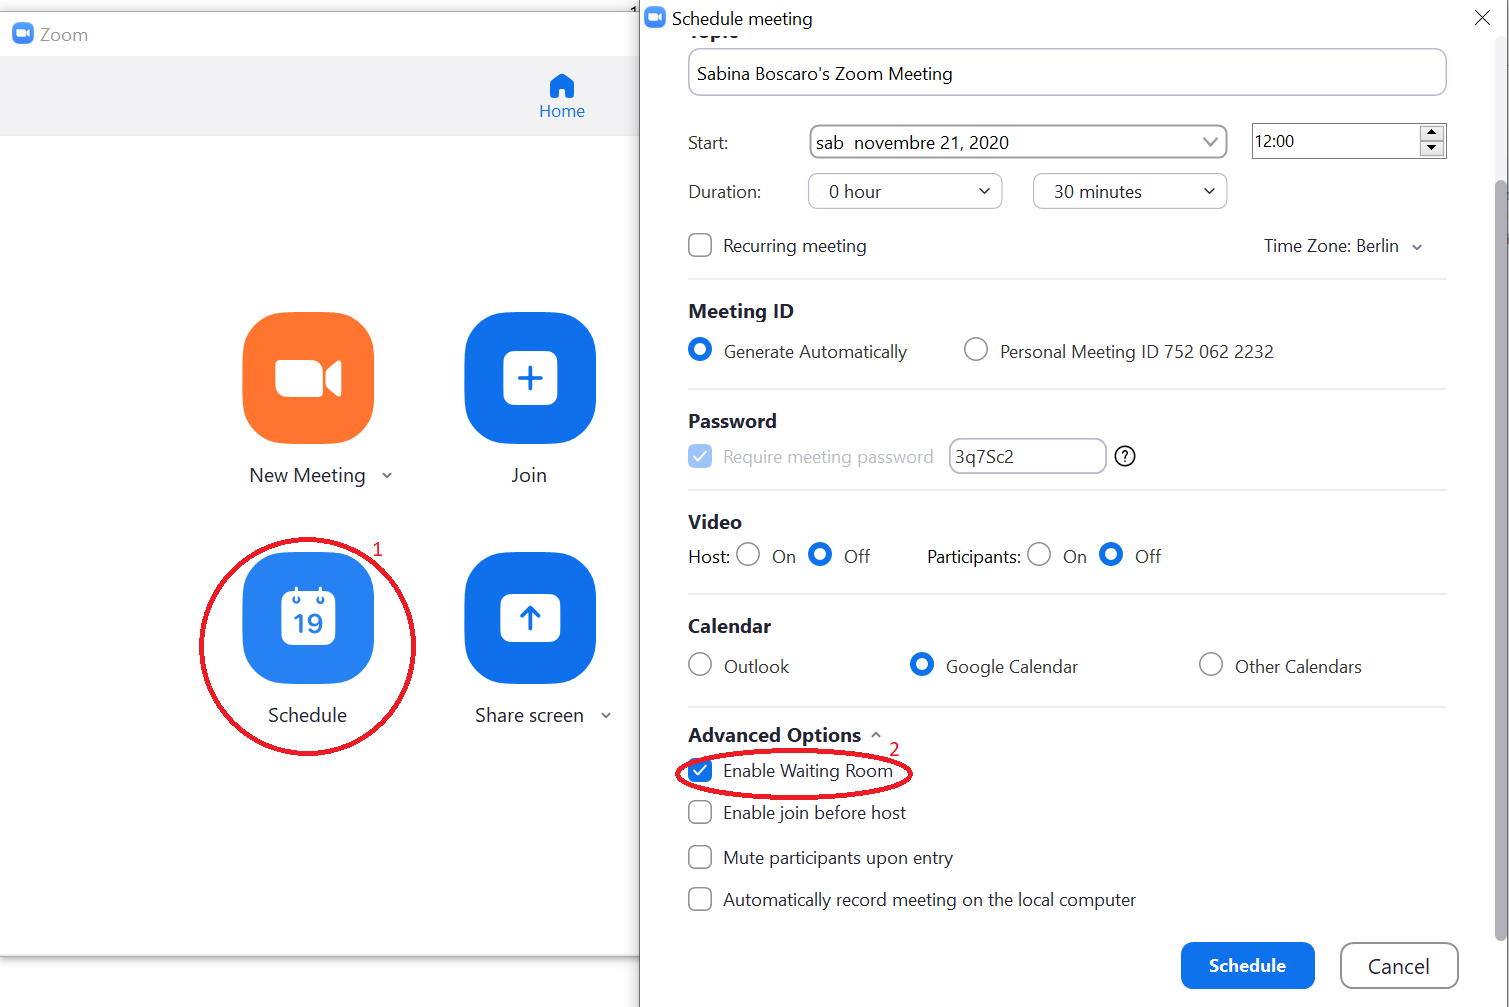 Zoom
Home
New Meeting
Join
1
19
Schedule
Share screen
Schedule meeting
Topic
Sabina Boscaro's Zoom Meeting
Start: sab novembre 21, 2020 12:00
Duration: 0 hour 30 minutes
Recurring meeting Time Zone: Berlin
Meeting ID
Generate Automatically Personal Meeting ID 752 062 2232
Password
Require meeting password 3q7Sc2 ?
Video
Host: On Off Participants: On Off
Calendar
Outlook Google Calendar Other Calendars
Advanced Options
2
Enable Waiting Room
Enable join before host
Mute participants upon entry
Automatically record meeting on the local computer
Schedule Cancel